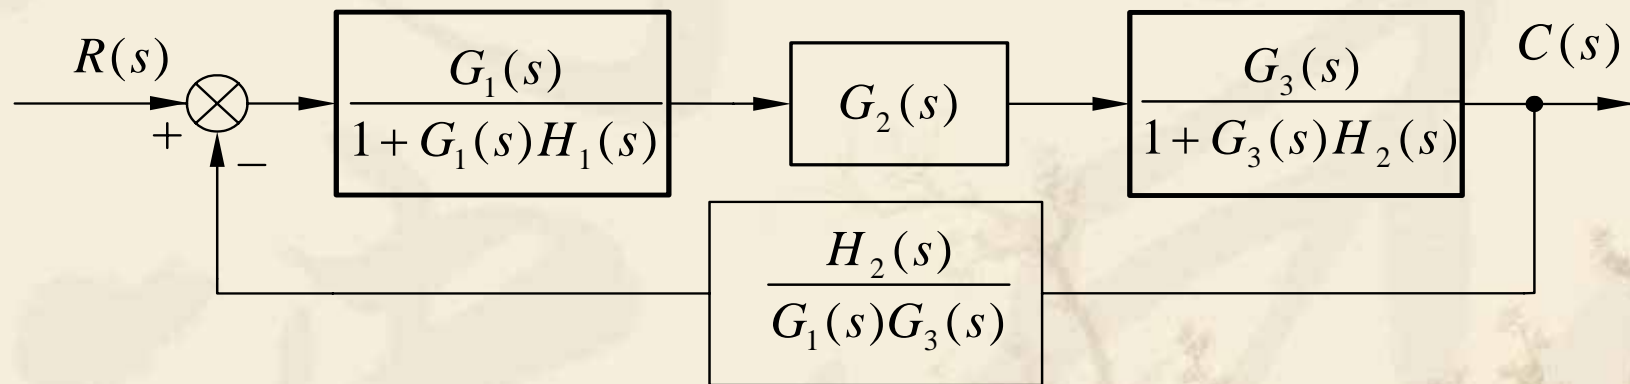 R(s)
+
−
G₁(s)
1 + G₁(s)H₁(s)
G₂(s)
G₃(s)
1 + G₃(s)H₂(s)
C(s)
H₂(s)
G₁(s)G₃(s)